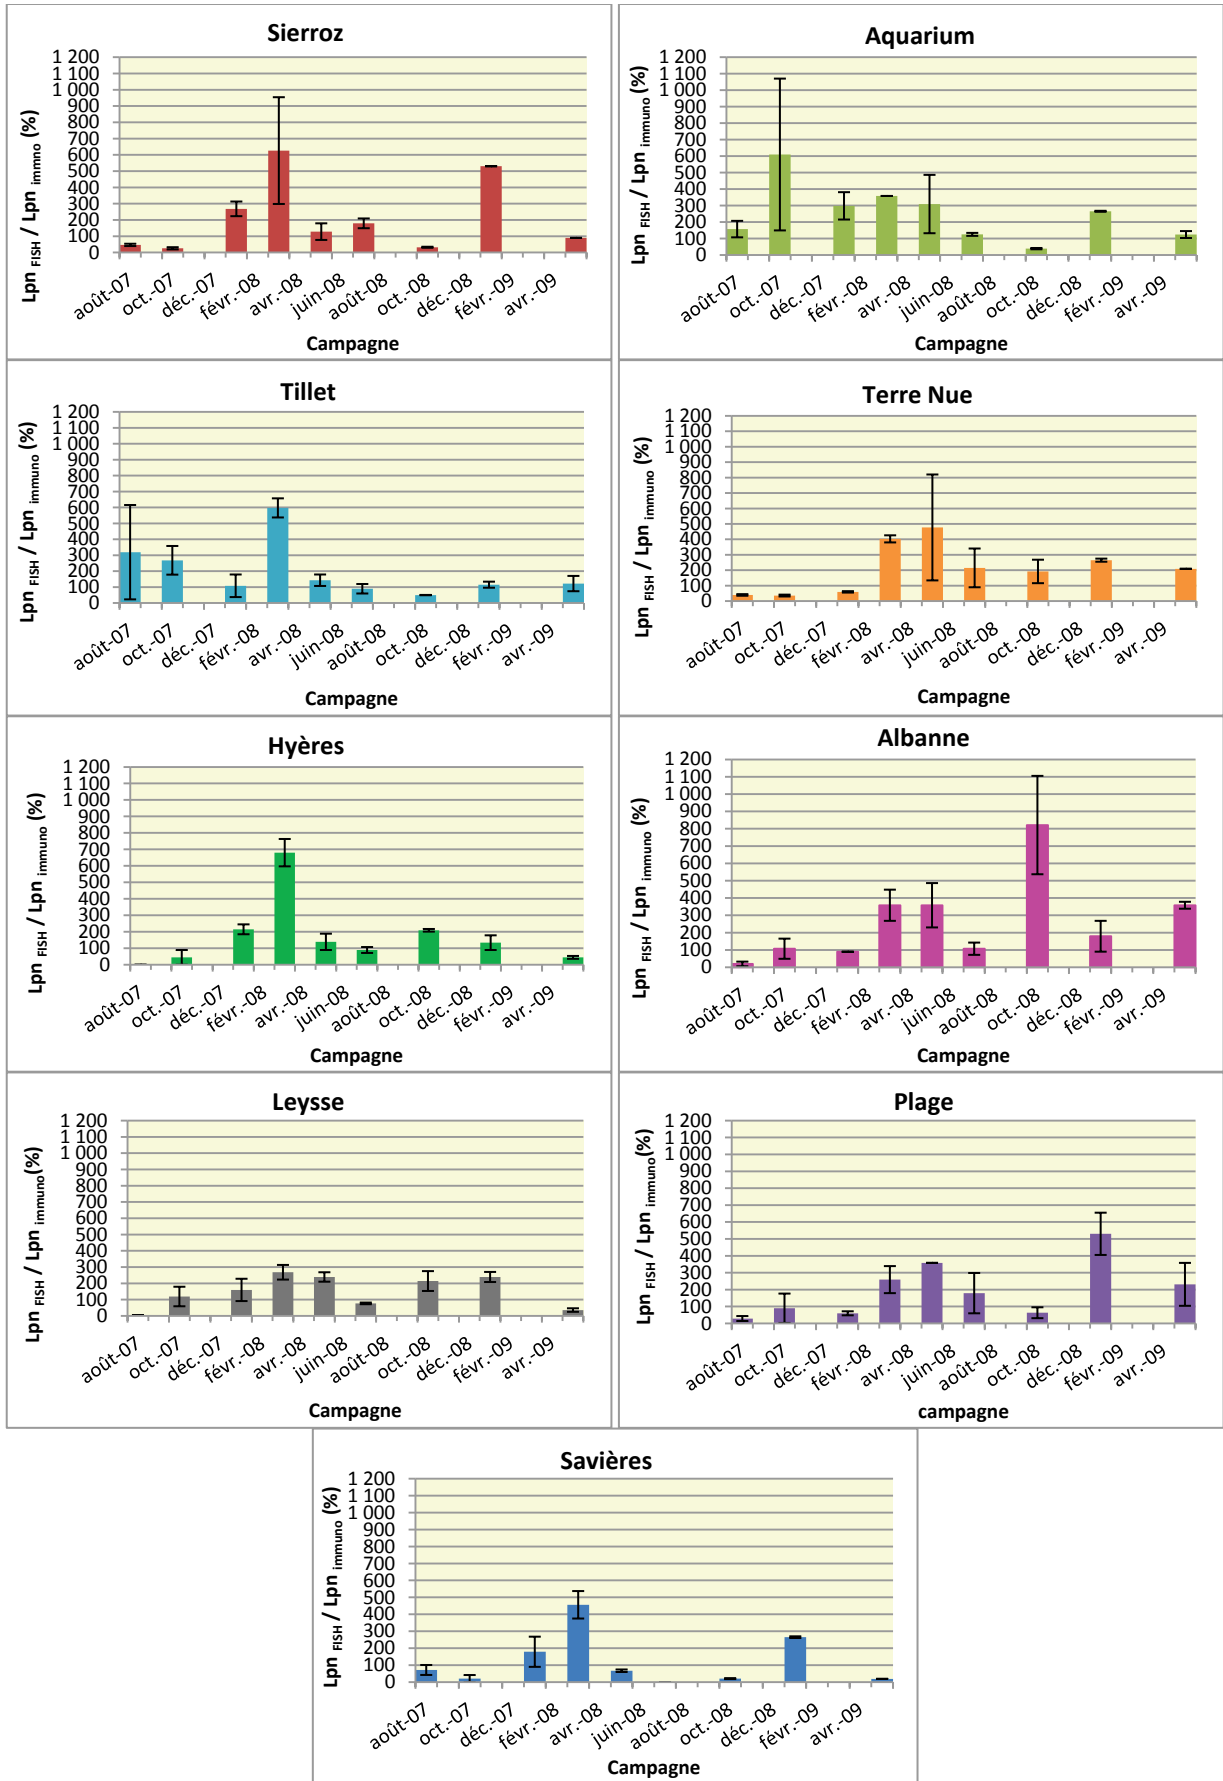 Sierroz
Lpn FISH / Lpn immno (%)
1 200
1 100
1 000
900
800
700
600
500
400
300
200
100
0
août-07
oct.-07
déc.-07
févr.-08
avr.-08
juin-08
août-08
oct.-08
déc.-08
févr.-09
avr.-09
Campagne
Aquarium
Lpn FISH / Lpn immuno (%)
1 200
1 100
1 000
900
800
700
600
500
400
300
200
100
0
août-07
oct.-07
déc.-07
févr.-08
avr.-08
juin-08
août-08
oct.-08
déc.-08
févr.-09
avr.-09
Campagne
Tillet
Lpn FISH / Lpn immuno (%)
1 200
1 100
1 000
900
800
700
600
500
400
300
200
100
0
août-07
oct.-07
déc.-07
févr.-08
avr.-08
juin-08
août-08
oct.-08
déc.-08
févr.-09
avr.-09
Campagne
Terre Nue
Lpn FISH / Lpn immuno (%)
1 200
1 100
1 000
900
800
700
600
500
400
300
200
100
0
août-07
oct.-07
déc.-07
févr.-08
avr.-08
juin-08
août-08
oct.-08
déc.-08
févr.-09
avr.-09
Campagne
Hyères
Lpn FISH / Lpn immuno (%)
1 200
1 100
1 000
900
800
700
600
500
400
300
200
100
0
août-07
oct.-07
déc.-07
févr.-08
avr.-08
juin-08
août-08
oct.-08
déc.-08
févr.-09
avr.-09
Campagne
Albanne
Lpn FISH / Lpn immuno (%)
1 200
1 100
1 000
900
800
700
600
500
400
300
200
100
0
août-07
oct.-07
déc.-07
févr.-08
avr.-08
juin-08
août-08
oct.-08
déc.-08
févr.-09
avr.-09
Campagne
Leysse
Lpn FISH / Lpn immuno(%)
1 200
1 100
1 000
900
800
700
600
500
400
300
200
100
0
août-07
oct.-07
déc.-07
févr.-08
avr.-08
juin-08
août-08
oct.-08
déc.-08
févr.-09
avr.-09
Campagne
Plage
Lpn FISH / Lpn immuno(%)
1 200
1 100
1 000
900
800
700
600
500
400
300
200
100
0
août-07
oct.-07
déc.-07
févr.-08
avr.-08
juin-08
août-08
oct.-08
déc.-08
févr.-09
avr.-09
campagne
Savières
Lpn FISH / Lpn immuno (%)
1 200
1 100
1 000
900
800
700
600
500
400
300
200
100
0
août-07
oct.-07
déc.-07
févr.-08
avr.-08
juin-08
août-08
oct.-08
déc.-08
févr.-09
avr.-09
Campagne